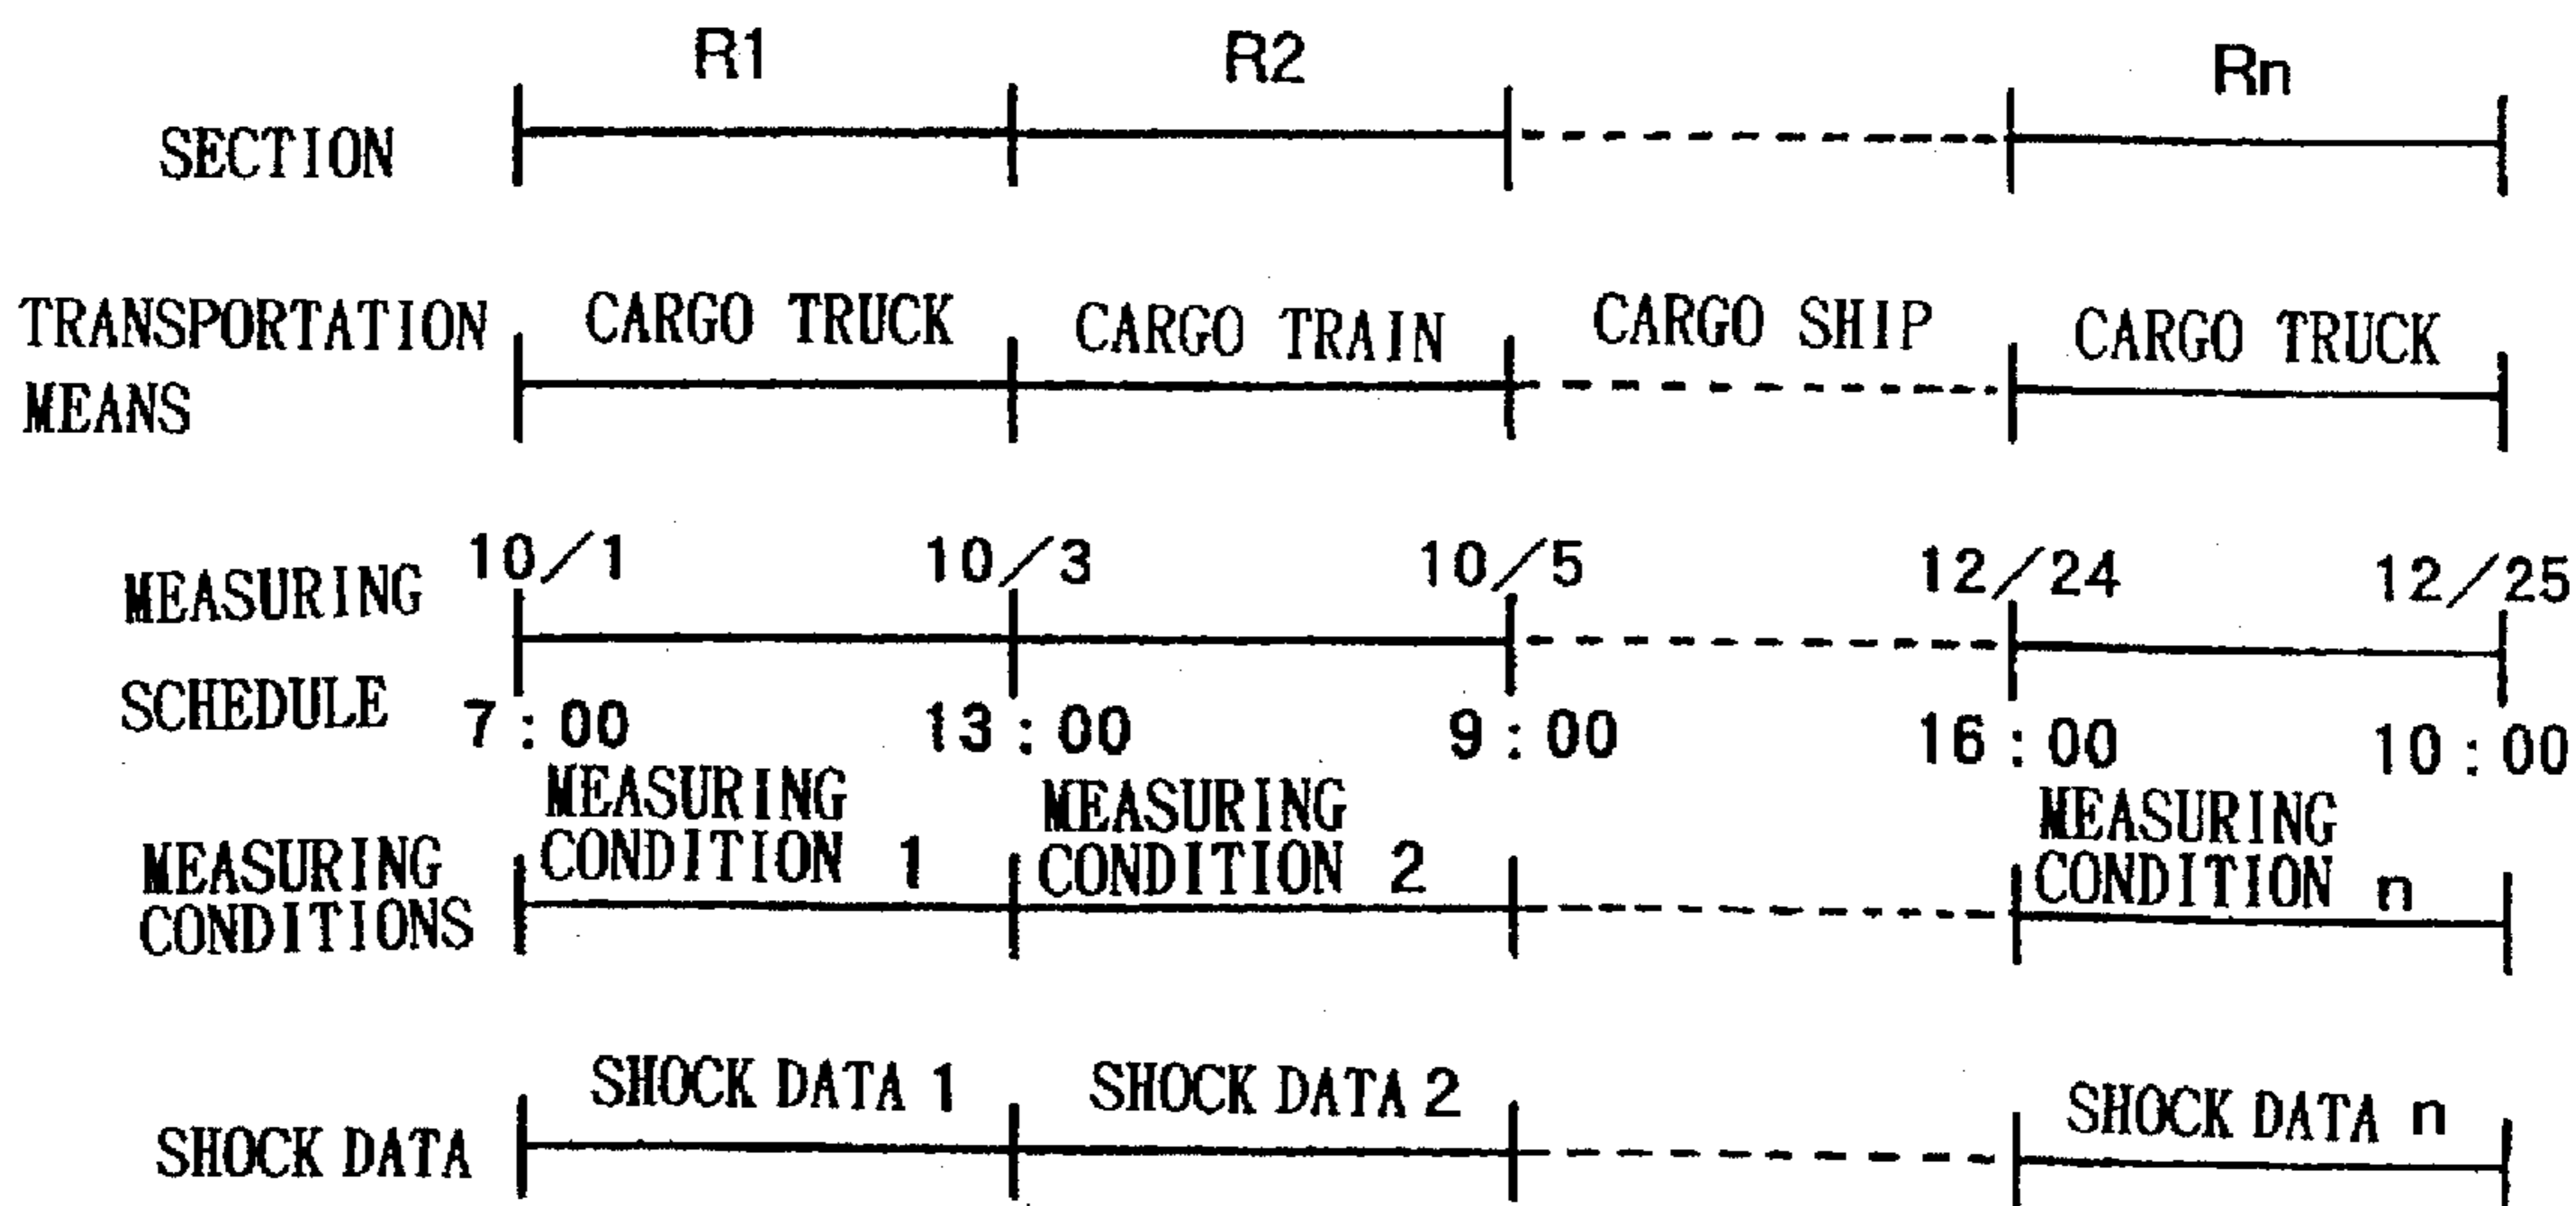 R1 R2 Rn
SECTION
TRANSPORTATION MEANS
CARGO TRUCK CARGO TRAIN CARGO SHIP CARGO TRUCK
MEASURING SCHEDULE
10/1 10/3 10/5 12/24 12/25
7:00 13:00 9:00 16:00 10:00
MEASURING CONDITIONS
MEASURING CONDITION 1
MEASURING CONDITION 2
MEASURING CONDITION n
SHOCK DATA
SHOCK DATA 1 SHOCK DATA 2 SHOCK DATA n